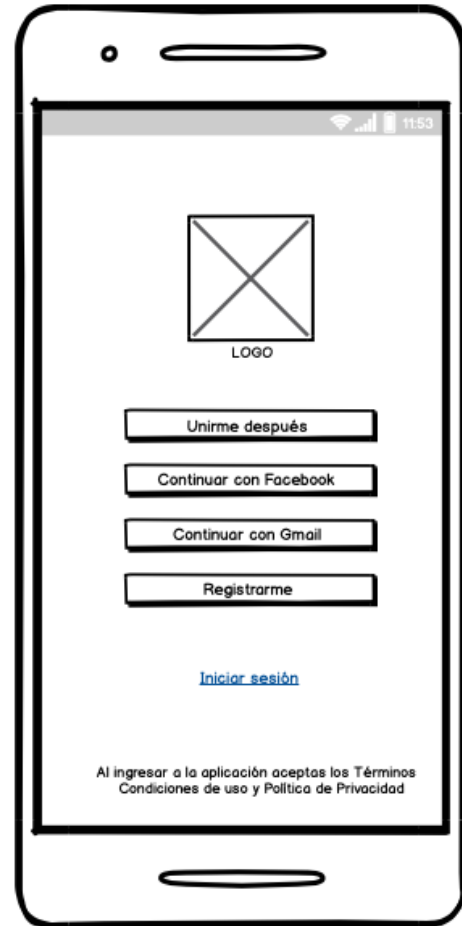 11:53
LOGO
Unirme después
Continuar con Facebook
Continuar con Gmail
Registrarme
Iniciar sesión
Al ingresar a la aplicación aceptas los Términos
Condiciones de uso y Política de Privacidad